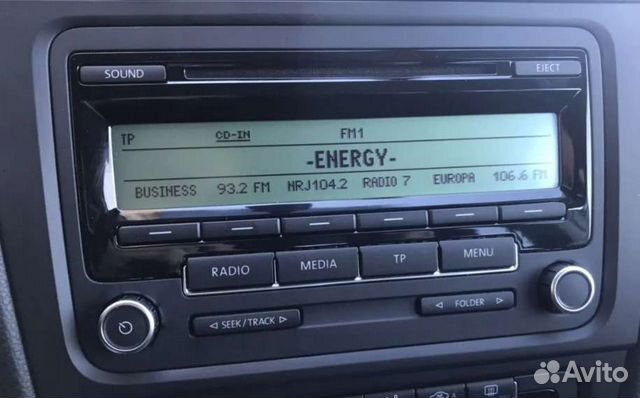 SOUND
EJECT
TP CD-IN FM1
-ENERGY-
BUSINESS 93.2 FM NRJ104.2 RADIO 7 EUROPA 106.6 FM
RADIO MEDIA TP MENU
SEEK/TRACK
FOLDER
Avito